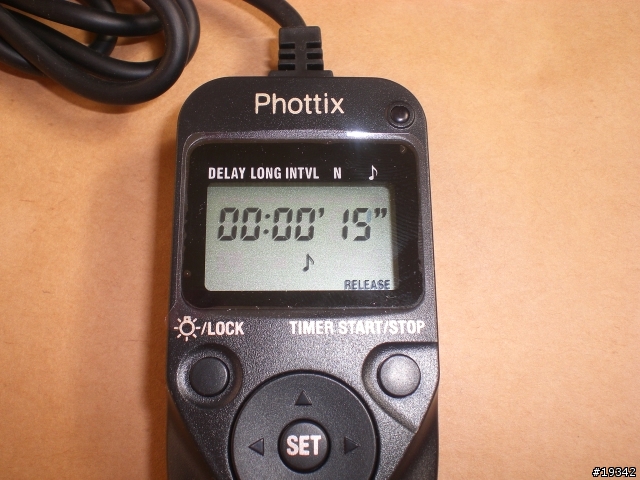 Phottix
DELAY LONG INTVL N ♪
00:00' 15"
♪
RELEASE
/LOCK TIMER START/STOP
SET
#19342